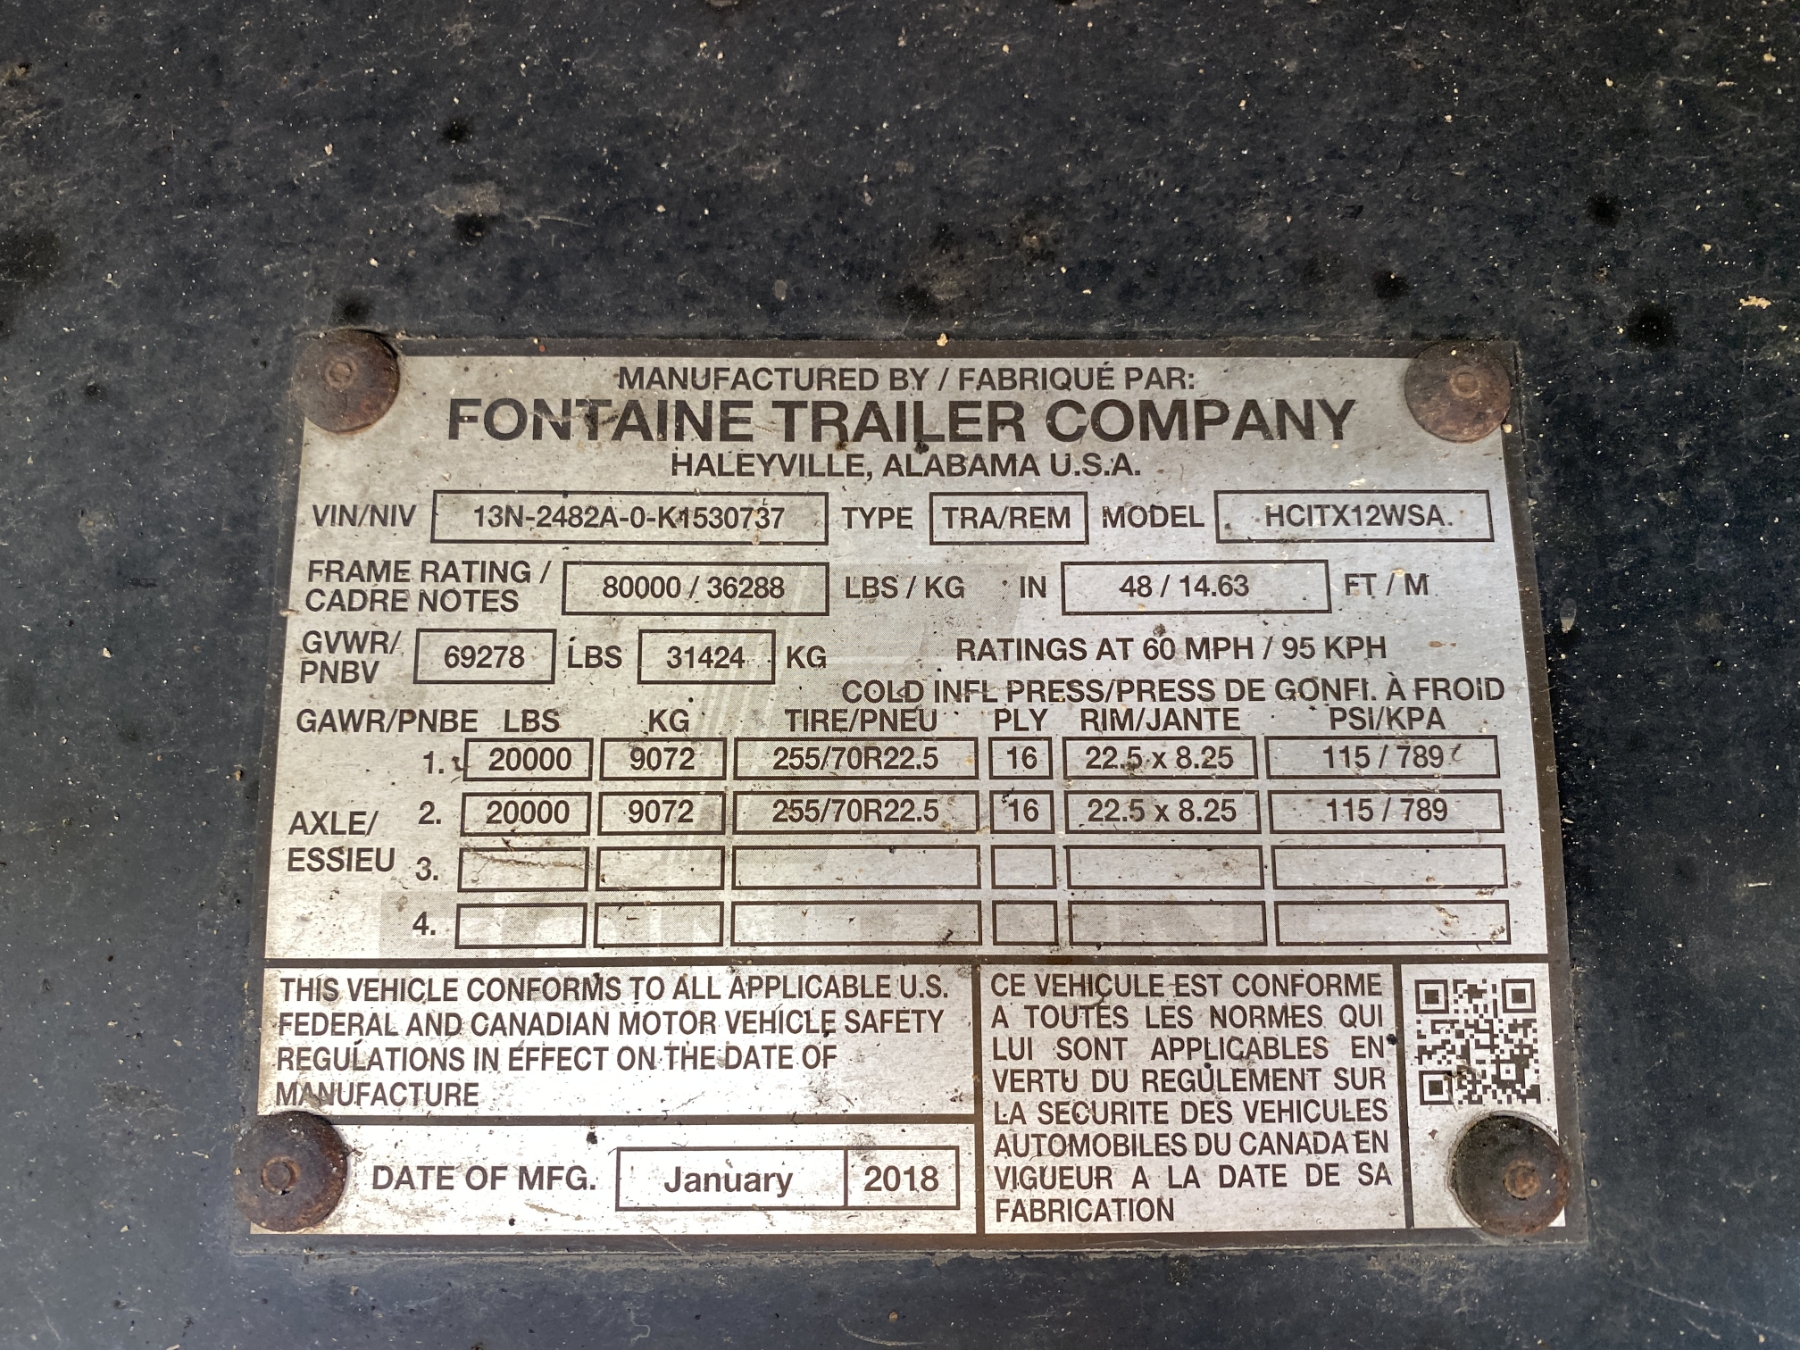 MANUFACTURED BY / FABRIQUÉ PAR:
FONTAINE TRAILER COMPANY
HALEYVILLE, ALABAMA U.S.A.
VIN/NIV 13N-2482A-0-K1530737 TYPE TRA/REM MODEL HCITX12WSA.
FRAME RATING / CADRE NOTES 80000 / 36288 LBS / KG IN 48 / 14.63 FT / M
GVWR/ PNBV 69278 LBS 31424 KG RATINGS AT 60 MPH / 95 KPH
COLD INFL PRESS/PRESS DE GONFI. À FROID
GAWR/PNBE LBS KG TIRE/PNEU PLY RIM/JANTE PSI/KPA
1. 20000 9072 255/70R22.5 16 22.5 x 8.25 115 / 789
AXLE/ ESSIEU
2. 20000 9072 255/70R22.5 16 22.5 x 8.25 115 / 789
3.
4.
THIS VEHICLE CONFORMS TO ALL APPLICABLE U.S.
FEDERAL AND CANADIAN MOTOR VEHICLE SAFETY
REGULATIONS IN EFFECT ON THE DATE OF
MANUFACTURE
DATE OF MFG. January 2018
CE VEHICULE EST CONFORME
A TOUTES LES NORMES QUI
LUI SONT APPLICABLES EN
VERTU DU REGULEMENT SUR
LA SECURITE DES VEHICULES
AUTOMOBILES DU CANADA EN
VIGUEUR A LA DATE DE SA
FABRICATION